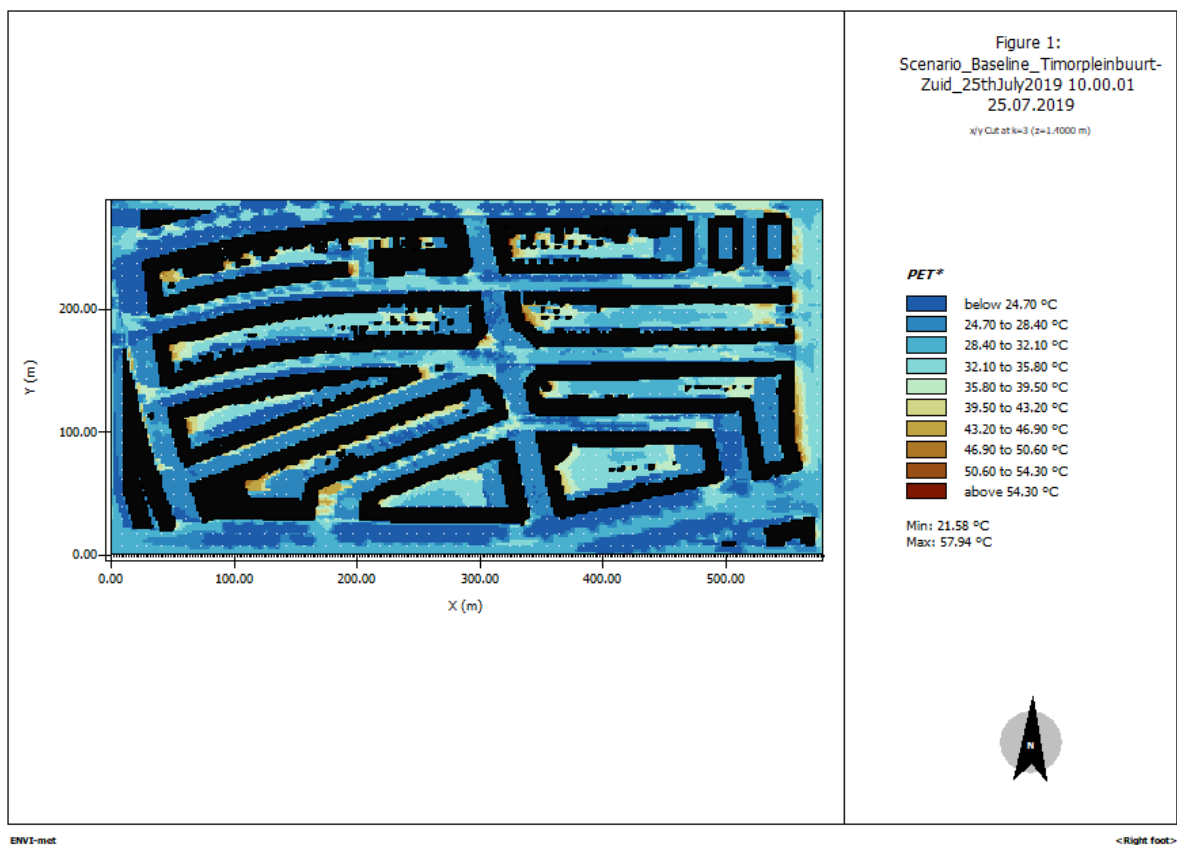 Figure 1:
Scenario_Baseline_Timorpleinbuurt-
Zuid_25thJuly2019 10.00.01
25.07.2019
x/y Cut at k=3 (z=1.4000 m)
200.00
100.00
0.00
Y (m)
0.00
100.00
200.00
300.00
400.00
500.00
X (m)
PET*
below 24.70 °C
24.70 to 28.40 °C
28.40 to 32.10 °C
32.10 to 35.80 °C
35.80 to 39.50 °C
39.50 to 43.20 °C
43.20 to 46.90 °C
46.90 to 50.60 °C
50.60 to 54.30 °C
above 54.30 °C
Min: 21.58 °C
Max: 57.94 °C
N
ENVI-met
<Right foot>